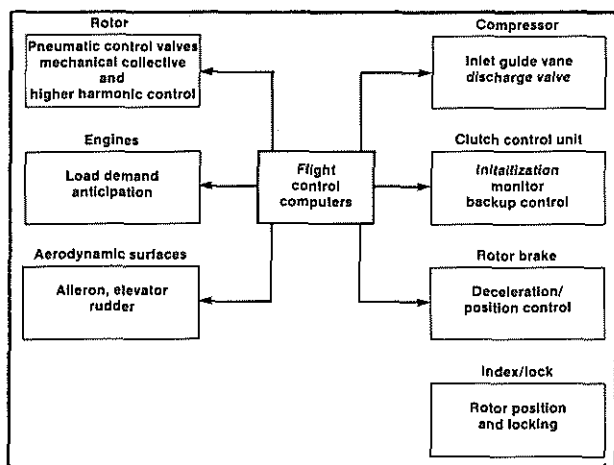 Rotor
Pneumatic control valves
mechanical collective
and
higher harmonic control
Engines
Load demand
anticipation
Aerodynamic surfaces
Aileron, elevator
rudder
Flight
control
computers
Compressor
Inlet guide vane
discharge valve
Clutch control unit
Initailization
monitor
backup control
Rotor brake
Deceleration/
position control
Index/lock
Rotor position
and locking